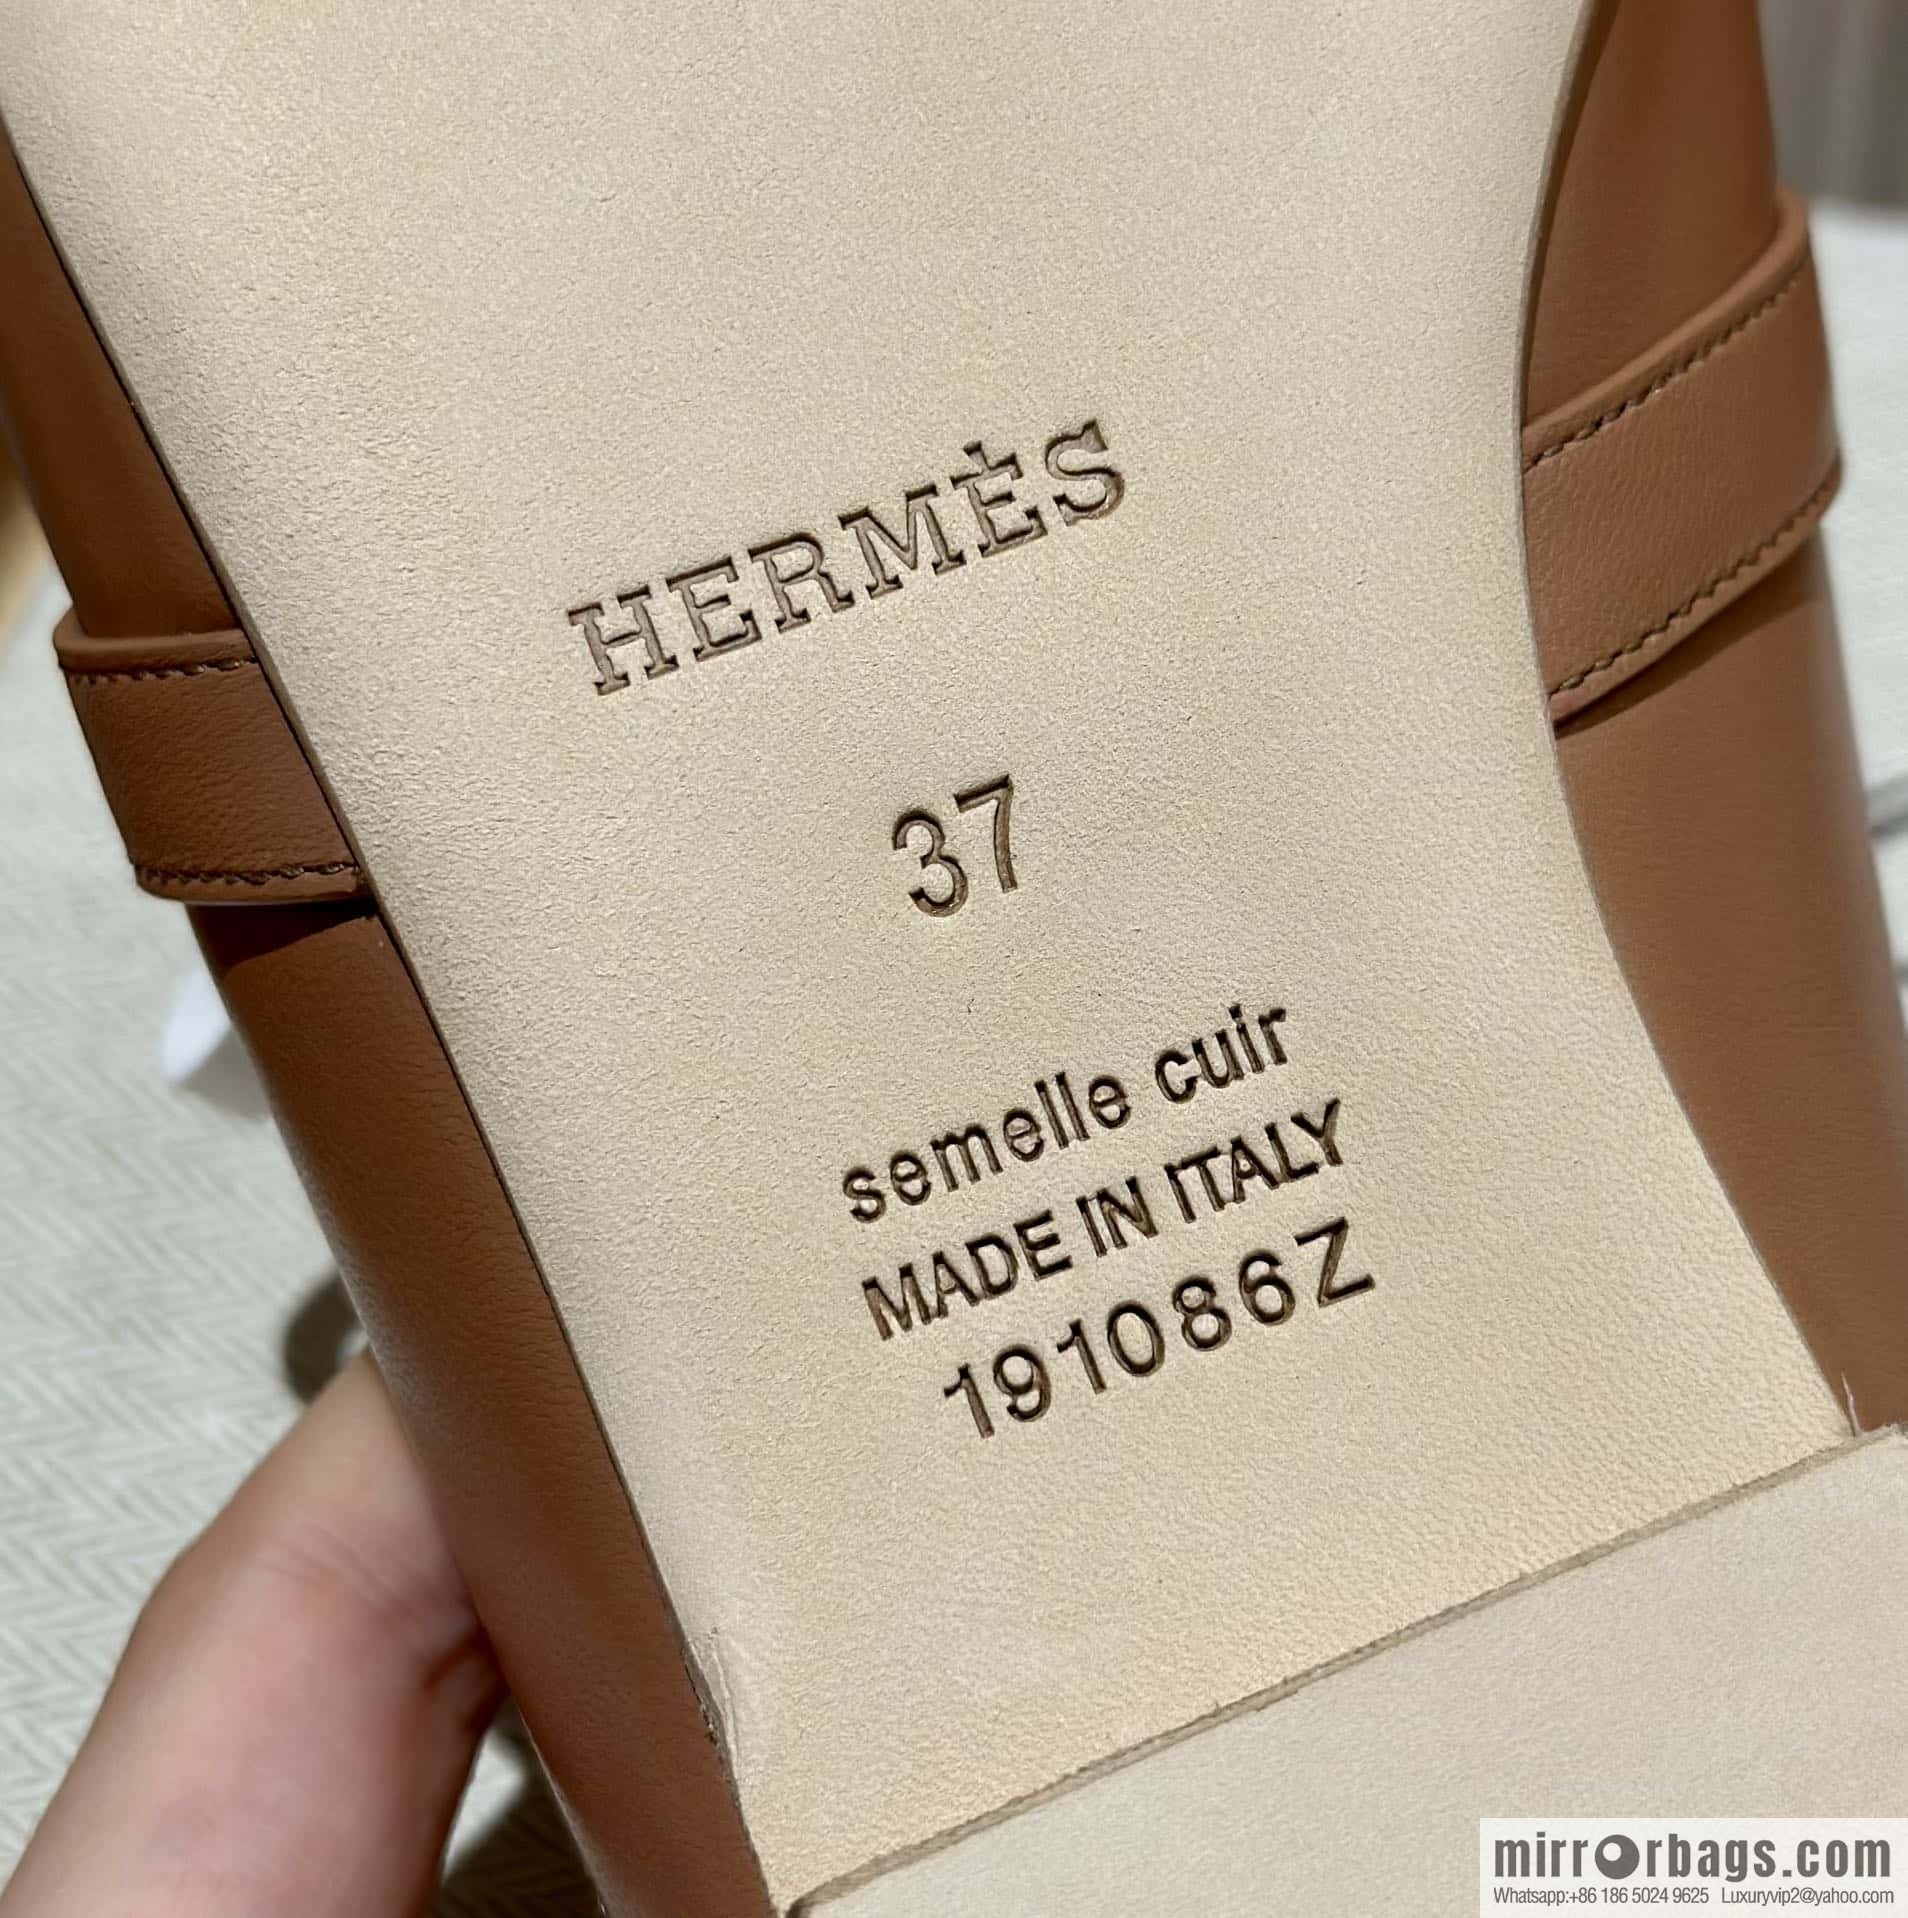 HERMÈS
37
semelle cuir
MADE IN ITALY
191086Z
mirrorbags.com
Whatsapp:+86 186 5024 9625 Luxuryvip2@yahoo.com